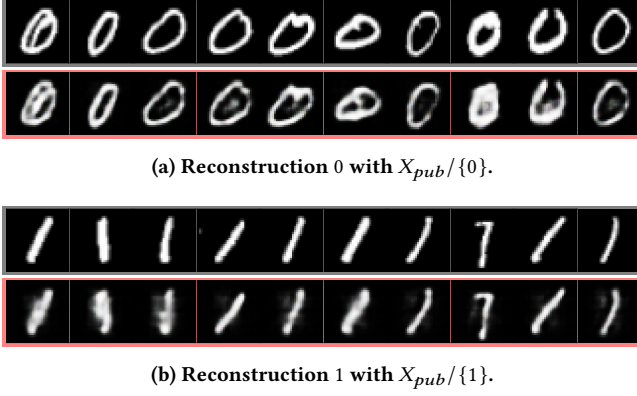 (a) Reconstruction 0 with X_pub/{0}.
(b) Reconstruction 1 with X_pub/{1}.